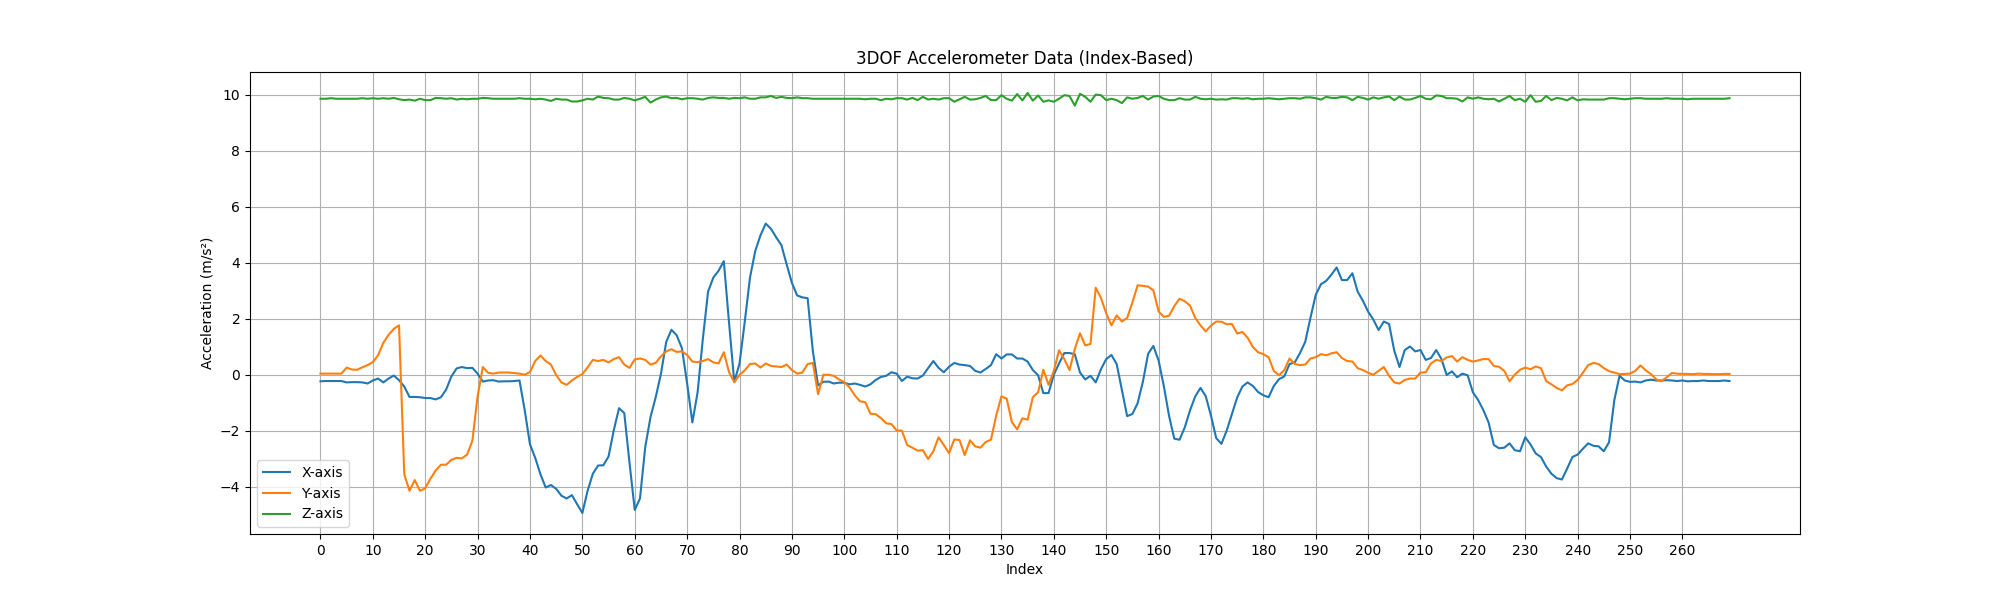 3DOF Accelerometer Data (Index-Based)
Acceleration (m/s²)
10
8
6
4
2
0
−2
−4
X-axis
Y-axis
Z-axis
0 10 20 30 40 50 60 70 80 90 100 110 120 130 140 150 160 170 180 190 200 210 220 230 240 250 260
Index